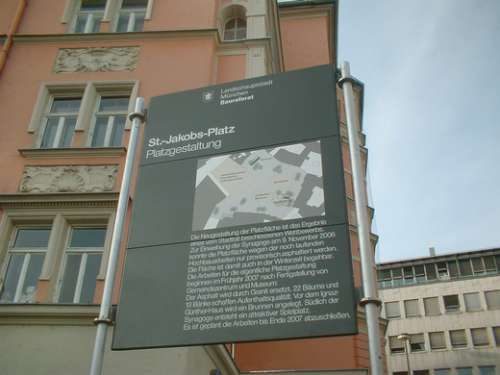 Landeshauptstadt
München
Baureferat
St.-Jakobs-Platz
Platzgestaltung
Die Neugestaltung der Platzfläche ist das Ergebnis
eines vom Stadtrat beschlossenen Wettbewerbs.
Zur Einweihung der Synagoge am 9. November 2006
konnte die Platzfläche wegen der noch laufenden
Hochbauarbeiten nur provisorisch asphaltiert werden.
Die Fläche ist damit auch in der Winterzeit begehbar.
Die Arbeiten für die eigentliche Platzgestaltung
beginnen im Frühjahr 2007 nach Fertigstellung von
Gemeindezentrum und Museum.
Der Asphalt wird durch Granit ersetzt, 22 Bäume und
12 Bänke schaffen Aufenthaltsqualität. Vor dem Ignaz-
Günther-Haus wird ein Brunnen angelegt. Südlich der
Synagoge entsteht ein attraktiver Spielplatz.
Es ist geplant die Arbeiten bis Ende 2007 abzuschließen.